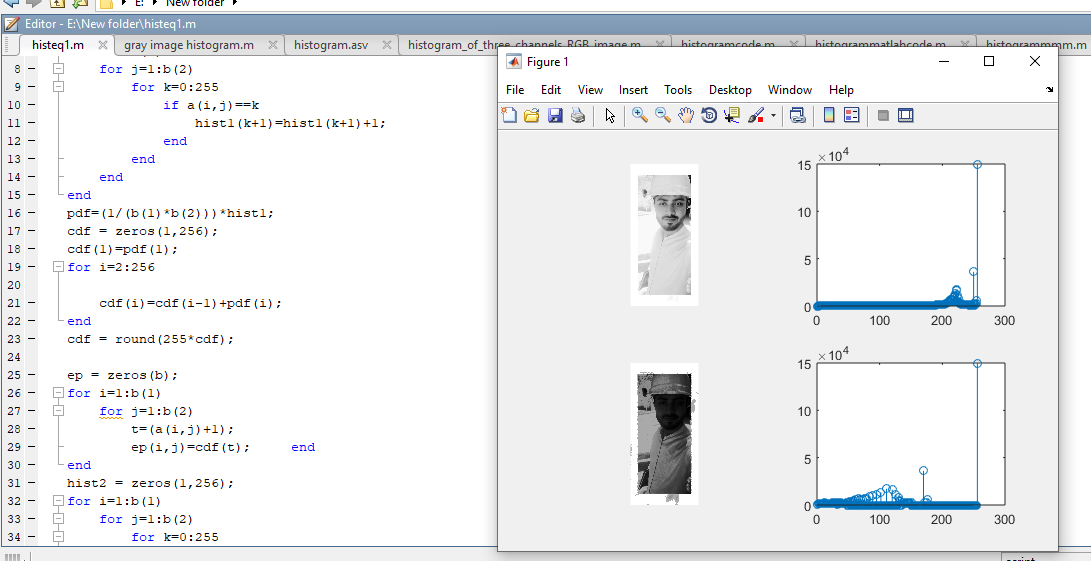 E: ▸ New folder ▸
Editor - E:\New folder\histeq1.m
histeq1.m × gray image histogram.m × histogram.asv × histogram_of_three_channels_RGB_image.m × histogramcode.m × histogrammatlabcode.m × histogrammmm.m
8 – for j=1:b(2)
9 – for k=0:255
10 – if a(i,j)==k
11 – hist1(k+1)=hist1(k+1)+1;
12 – end
13 – end
14 – end
15 – end
16 – pdf=(1/(b(1)*b(2)))*hist1;
17 – cdf = zeros(1,256);
18 – cdf(1)=pdf(1);
19 – for i=2:256
20
21 – cdf(i)=cdf(i-1)+pdf(i);
22 – end
23 – cdf = round(255*cdf);
24
25 – ep = zeros(b);
26 – for i=1:b(1)
27 – for j=1:b(2)
28 – t=(a(i,j)+1);
29 – ep(i,j)=cdf(t); end
30 – end
31 – hist2 = zeros(1,256);
32 – for i=1:b(1)
33 – for j=1:b(2)
34 – for k=0:255
Figure 1
File Edit View Insert Tools Desktop Window Help
×10^4
15
10
5
0
0 100 200 300
×10^4
15
10
5
0
0 100 200 300
script